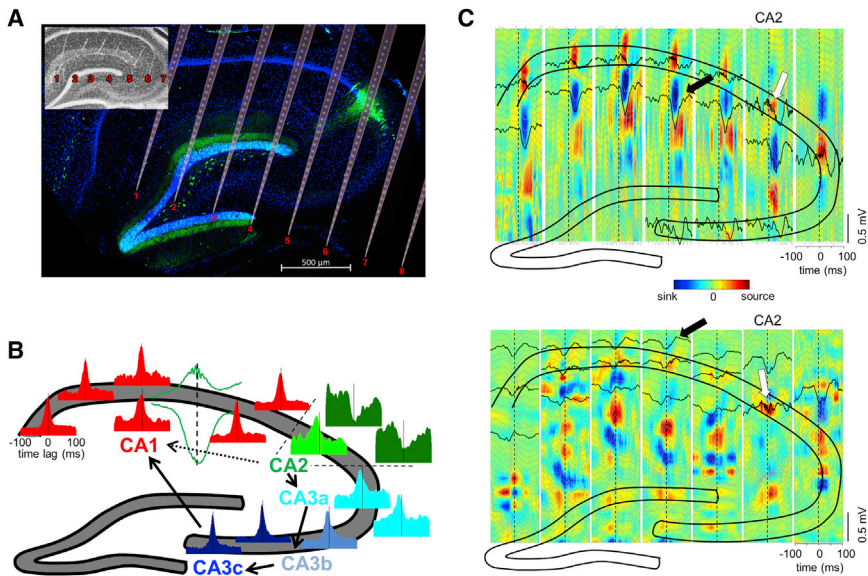 A
1 2 3 4 5 6 7
1
2
3
4
5
6
7
8
500 μm
B
-100 0 100
time lag (ms)
CA1
CA2
CA3a
CA3b
CA3c
C
CA2
0.5 mV
-100 0 100
time (ms)
sink 0 source
CA2
0.5 mV
-100 0 100
time (ms)